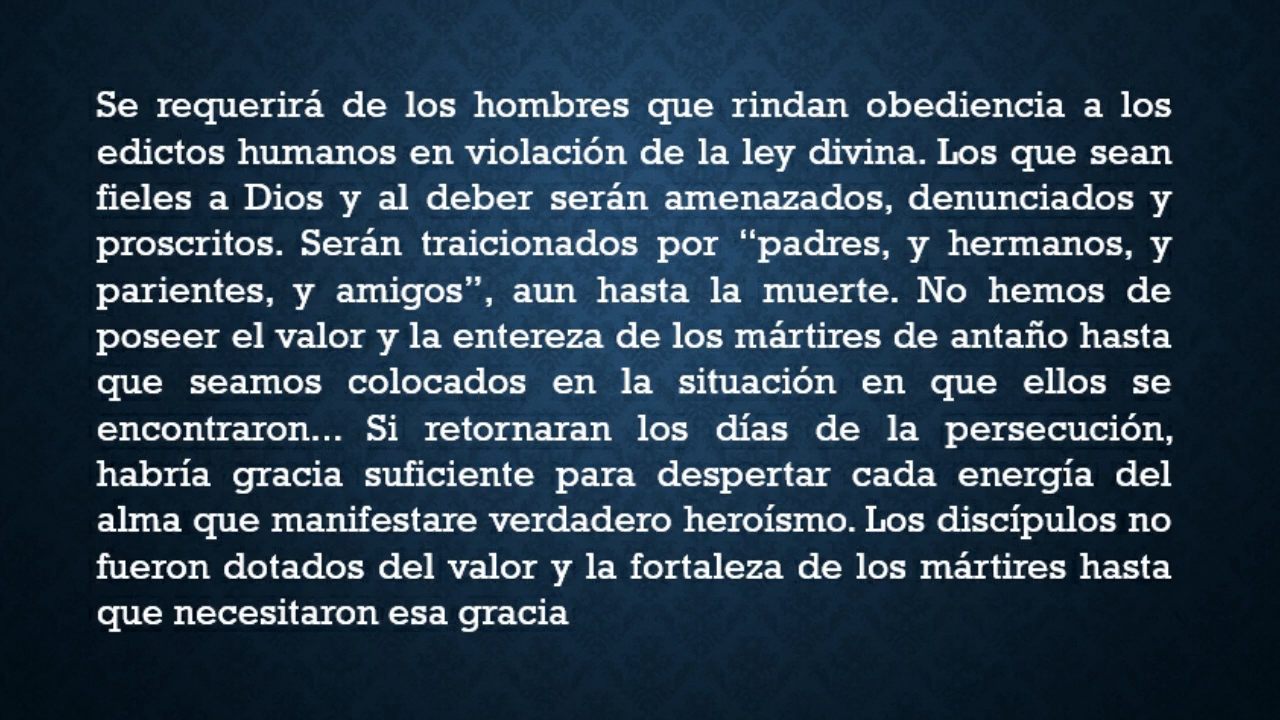 Se requerirá de los hombres que rindan obediencia a los
edictos humanos en violación de la ley divina. Los que sean
fieles a Dios y al deber serán amenazados, denunciados y
proscritos. Serán traicionados por “padres, y hermanos, y
parientes, y amigos”, aun hasta la muerte. No hemos de
poseer el valor y la entereza de los mártires de antaño hasta
que seamos colocados en la situación en que ellos se
encontraron... Si retornaran los días de la persecución,
habría gracia suficiente para despertar cada energía del
alma que manifestare verdadero heroísmo. Los discípulos no
fueron dotados del valor y la fortaleza de los mártires hasta
que necesitaron esa gracia